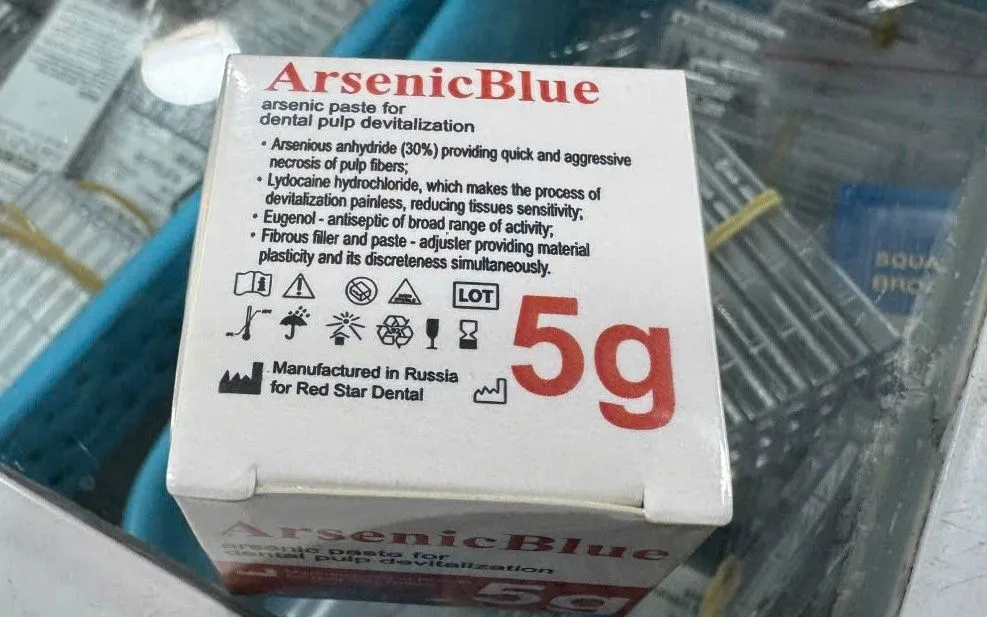 ArsenicBlue
arsenic paste for
dental pulp devitalization
• Arsenious anhydride (30%) providing quick and aggressive
necrosis of pulp fibers;
• Lydocaine hydrochloride, which makes the process of
devitalization painless, reducing tissues sensitivity;
• Eugenol - antiseptic of broad range of activity;
• Fibrous filler and paste - adjuster providing material
plasticity and its discreteness simultaneously.
LOT
5g
Manufactured in Russia
for Red Star Dental
ArsenicBlue
arsenic paste for
dental pulp devitalization
5g